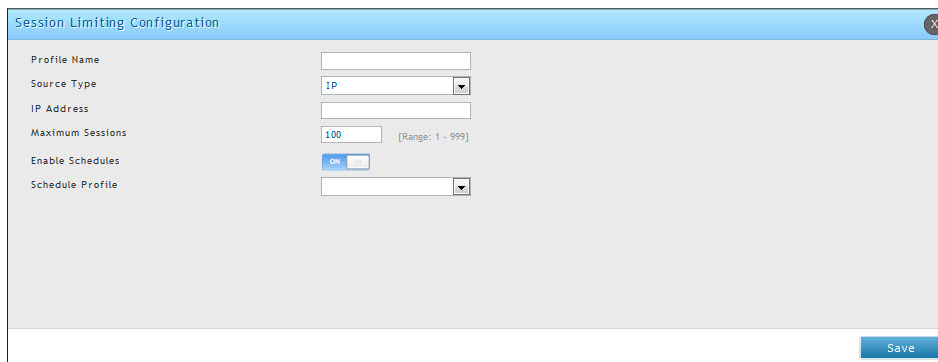 Session Limiting Configuration
X
Profile Name
Source Type IP
IP Address
Maximum Sessions 100 [Range: 1 - 999]
Enable Schedules ON
Schedule Profile
Save